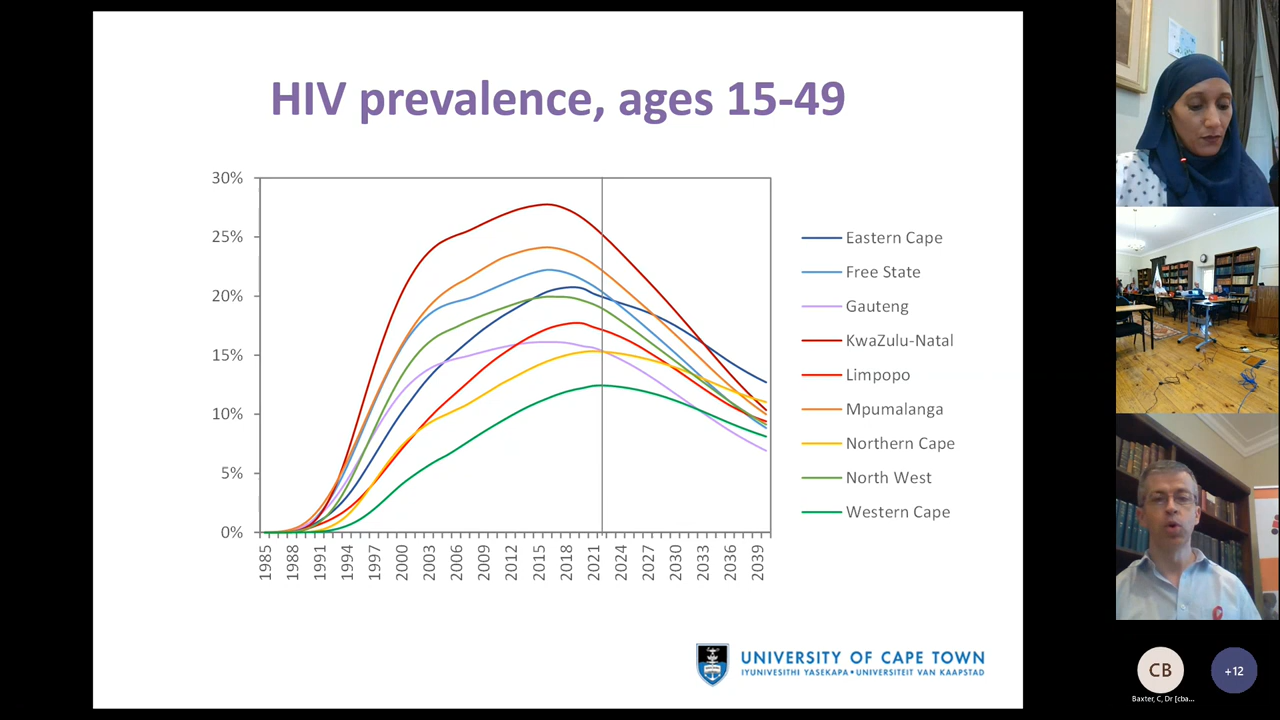 HIV prevalence, ages 15-49
30%
25%
20%
15%
10%
5%
0%
1985
1988
1991
1994
1997
2000
2003
2006
2009
2012
2015
2018
2021
2024
2027
2030
2033
2036
2039
Eastern Cape
Free State
Gauteng
KwaZulu-Natal
Limpopo
Mpumalanga
Northern Cape
North West
Western Cape
UNIVERSITY OF CAPE TOWN
IYUNIVESITHI YASEKAPA • UNIVERSITEIT VAN KAAPSTAD
CB
+12
Baxter, C, Dr [cba...